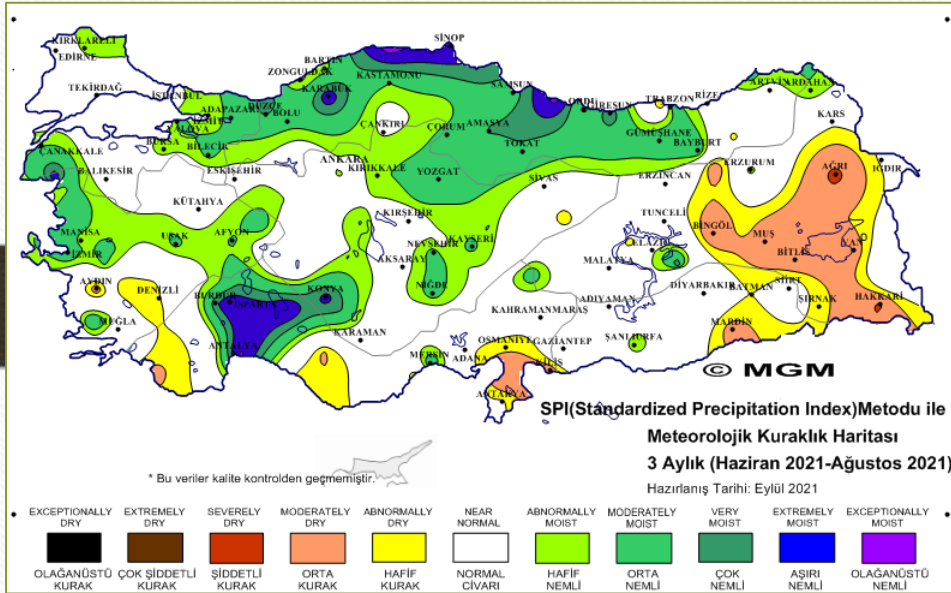 SİNOP
KIRKLARELİ
EDİRNE
BARTIN
ZONGULDAK
KASTAMONU
TEKİRDAĞ
İSTANBUL
KARABÜK
SAMSUN
ORDU
GİRESUN
TRABZON
RİZE
ARTVİN
ARDAHAN
ADAPAZARI
DÜZCE
BOLU
İZMİT
YALOVA
ÇANKIRI
ÇORUM
AMASYA
KARS
BURSA
BİLECİK
TOKAT
GÜMÜŞHANE
BAYBURT
ÇANAKKALE
BALIKESİR
ESKİŞEHİR
ANKARA
KIRIKKALE
YOZGAT
SİVAS
ERZİNCAN
ERZURUM
AĞRI
IĞDIR
KÜTAHYA
KIRŞEHİR
TUNCELİ
BİNGÖL
MUŞ
MANİSA
UŞAK
AFYON
NEVŞEHİR
KAYSERİ
ELAZIĞ
VAN
İZMİR
AKSARAY
MALATYA
BİTLİS
AYDIN
DENİZLİ
BURDUR
ISPARTA
KONYA
NİĞDE
DİYARBAKIR
BATMAN
SİİRT
ŞIRNAK
HAKKARİ
MUĞLA
KAHRAMANMARAŞ
ADIYAMAN
MARDİN
ANTALYA
KARAMAN
MERSİN
ADANA
OSMANİYE
GAZİANTEP
ŞANLIURFA
KİLİS
ANTAKYA
© MGM
SPI(Standardized Precipitation Index)Metodu ile
Meteorolojik Kuraklık Haritası
3 Aylık (Haziran 2021-Ağustos 2021)
* Bu veriler kalite kontrolden geçmemiştir.
Hazırlanış Tarihi: Eylül 2021
EXCEPTIONALLY DRY
EXTREMELY DRY
SEVERELY DRY
MODERATELY DRY
ABNORMALLY DRY
NEAR NORMAL
ABNORMALLY MOIST
MODERATELY MOIST
VERY MOIST
EXTREMELY MOIST
EXCEPTIONALLY MOIST
OLAĞANÜSTÜ KURAK
ÇOK ŞİDDETLİ KURAK
ŞİDDETLİ KURAK
ORTA KURAK
HAFİF KURAK
NORMAL CİVARI
HAFİF NEMLİ
ORTA NEMLİ
ÇOK NEMLİ
AŞIRI NEMLİ
OLAĞANÜSTÜ NEMLİ